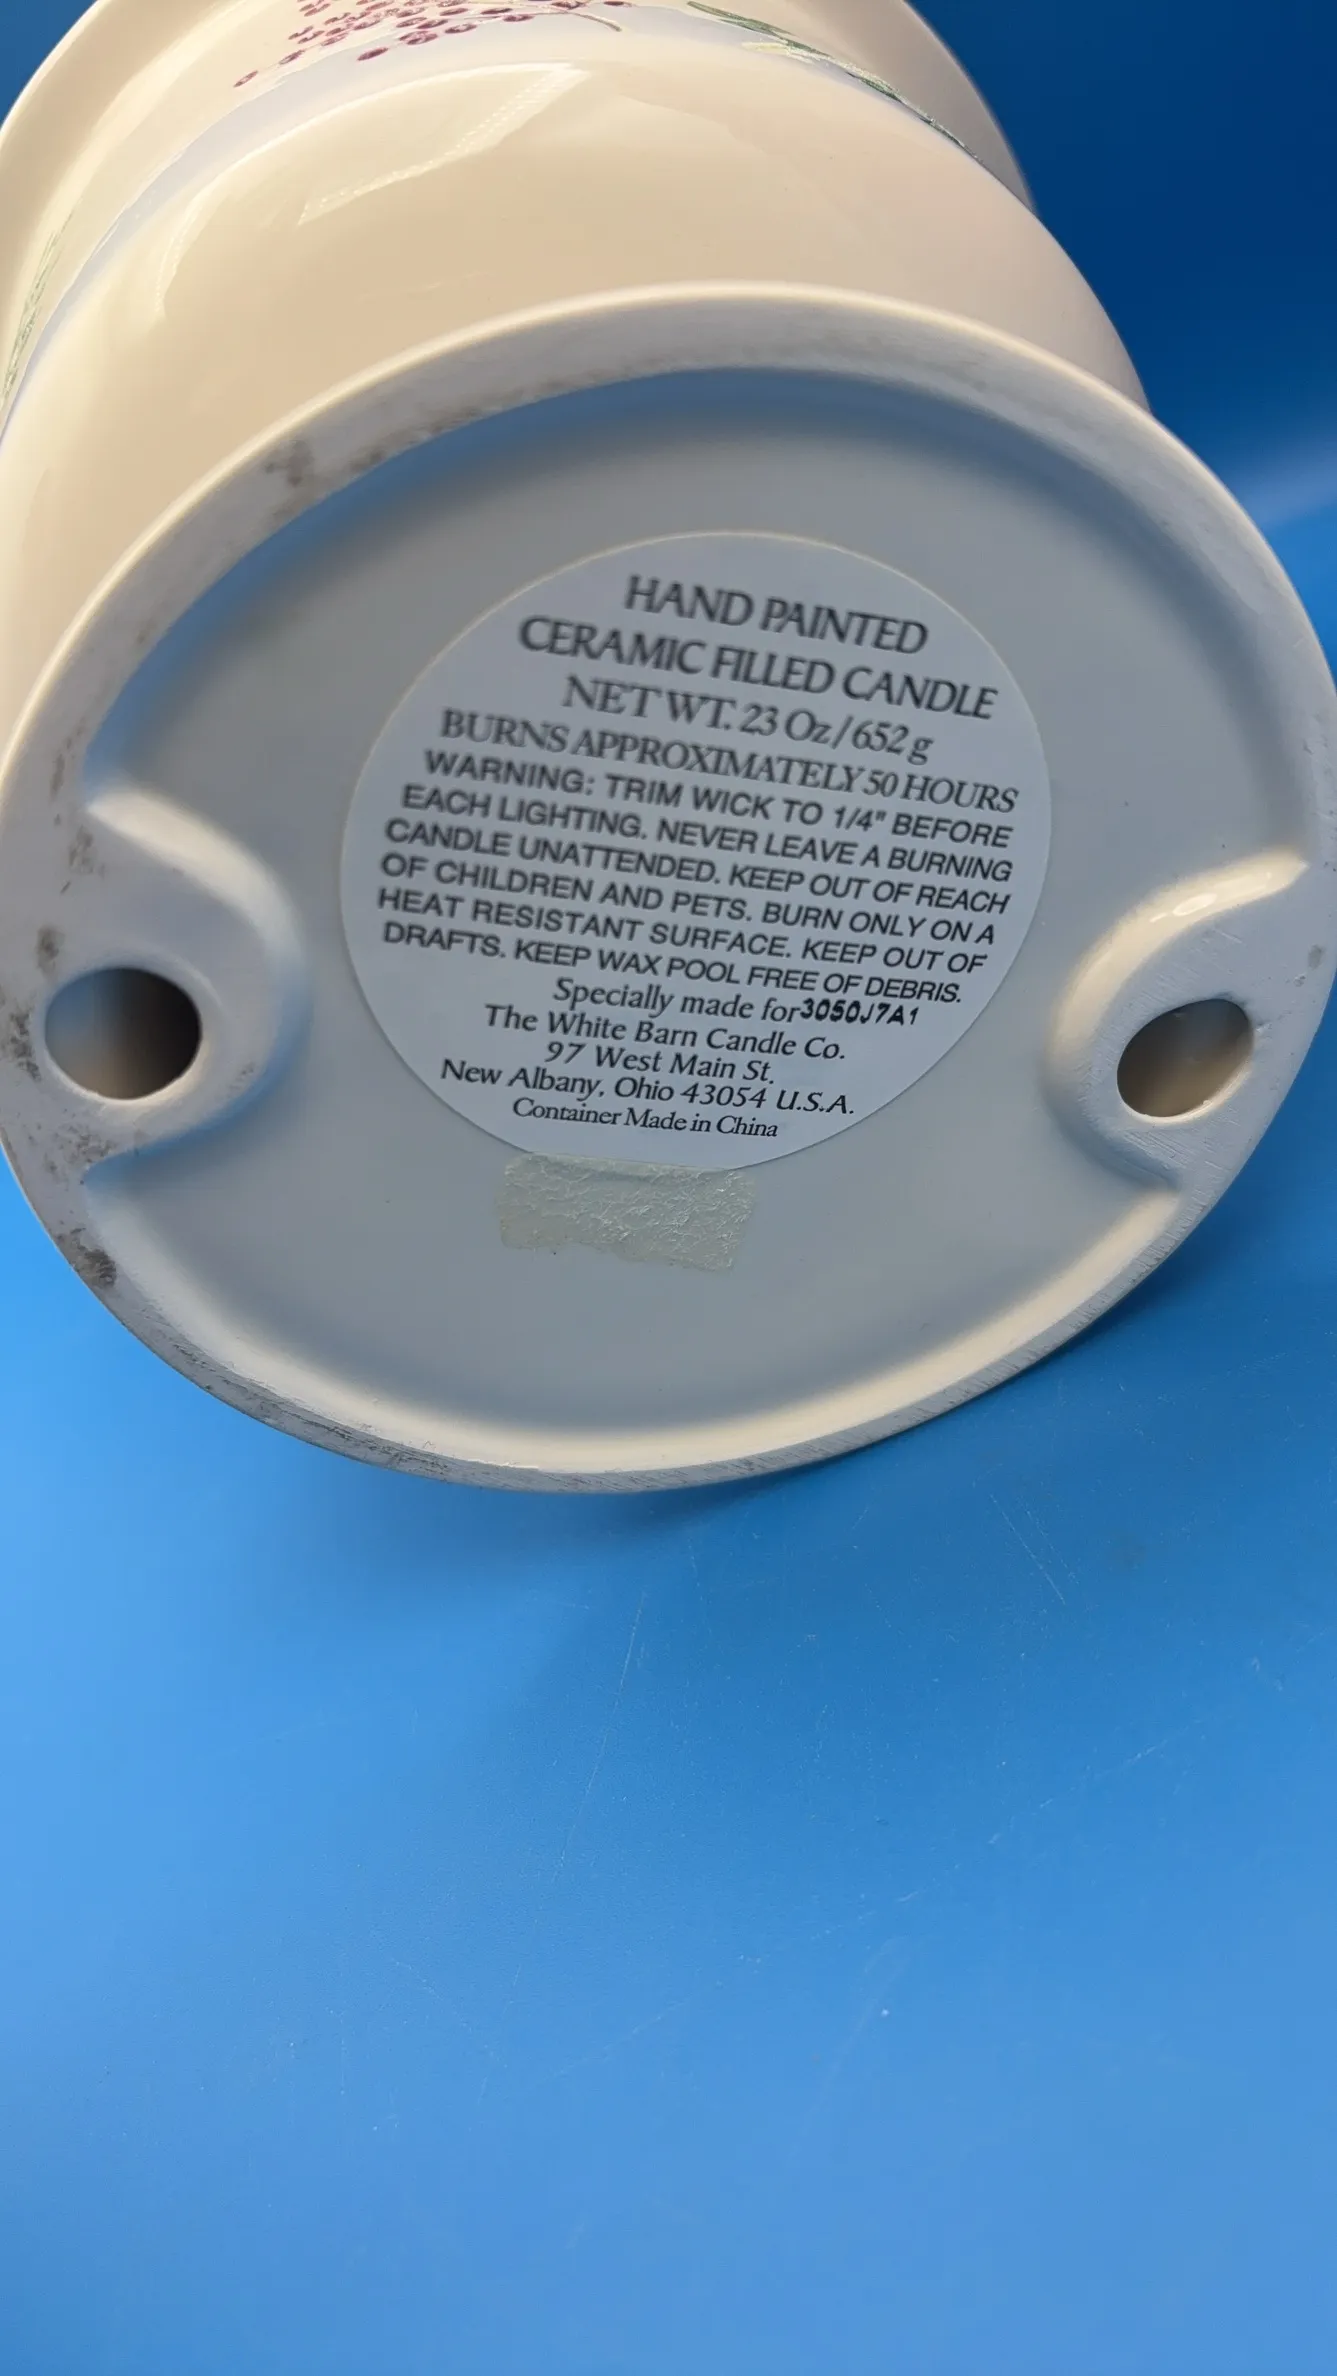 HAND PAINTED
CERAMIC FILLED CANDLE
NET WT. 23 Oz/652g
BURNS APPROXIMATELY 50 HOURS
WARNING: TRIM WICK TO 1/4" BEFORE
EACH LIGHTING. NEVER LEAVE A BURNING
CANDLE UNATTENDED. KEEP OUT OF REACH
OF CHILDREN AND PETS. BURN ONLY ON A
HEAT RESISTANT SURFACE. KEEP OUT OF
DRAFTS. KEEP WAX POOL FREE OF DEBRIS.
Specially made for 3050J7A1
The White Barn Candle Co.
97 West Main St.
New Albany, Ohio 43054 U.S.A.
Container Made in China